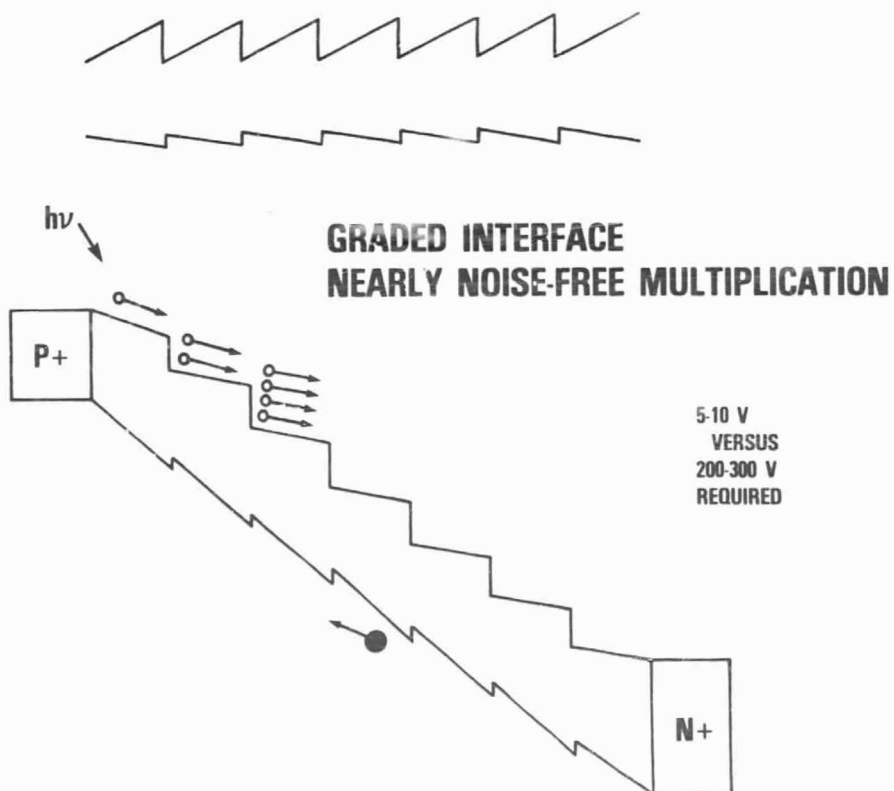 hν
GRADED INTERFACE
NEARLY NOISE-FREE MULTIPLICATION
P+
5-10 V
VERSUS
200-300 V
REQUIRED
N+